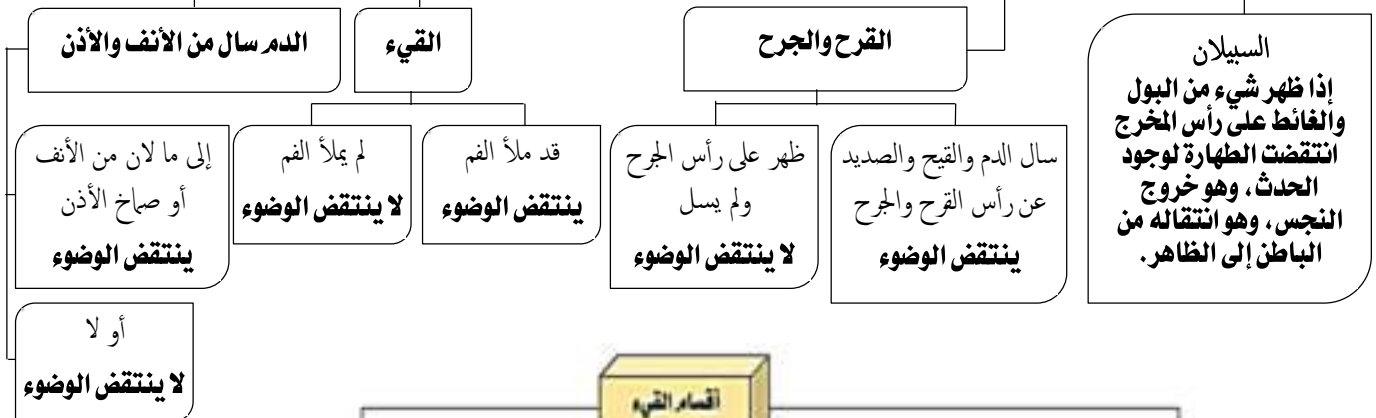 السبيلان
إذا ظهر شيء من البول
والغائط على رأس المخرج
انتقضت الطهارة لوجود
الحدث، وهو خروج
النجس، وهو انتقاله من
الباطن إلى الظاهر.
القرح والجرح
سال الدم والقيح والصديد
عن رأس القرح والجرح
ينتقض الوضوء
ظهر على رأس الجرح
ولم يسل
لا ينتقض الوضوء
القيء
قد ملأ الفم
ينتقض الوضوء
لم يملأ الفم
لا ينتقض الوضوء
الدم سال من الأنف والأذن
إلى ما لان من الأنف
أو صماخ الأذن
ينتقض الوضوء
أو لا
لا ينتقض الوضوء
أقسام القيء